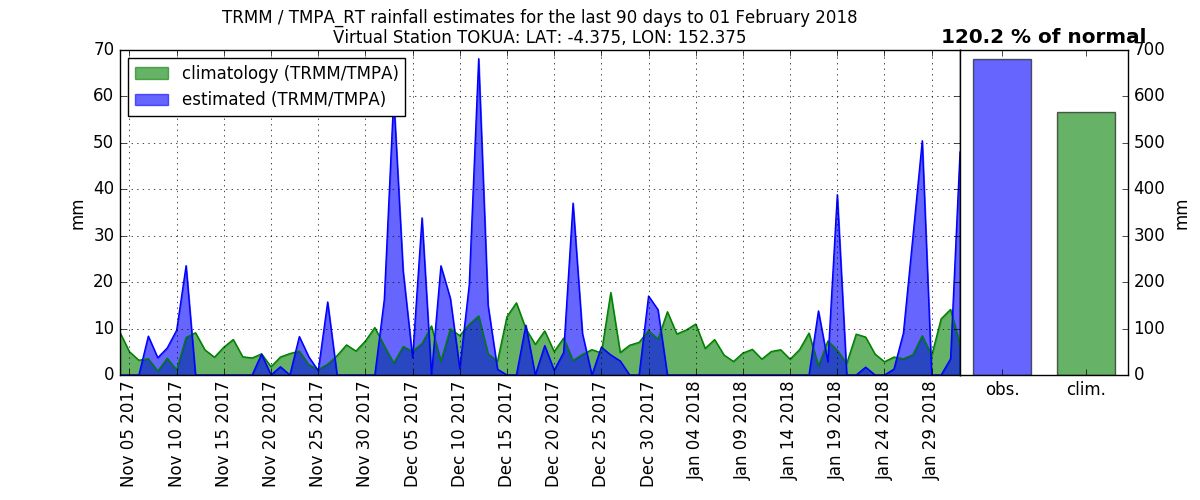 TRMM / TMPA_RT rainfall estimates for the last 90 days to 01 February 2018
Virtual Station TOKUA: LAT: -4.375, LON: 152.375
120.2 % of normal
climatology (TRMM/TMPA)
estimated (TRMM/TMPA)
70
60
50
40
30
20
10
0
mm
Nov 05 2017
Nov 10 2017
Nov 15 2017
Nov 20 2017
Nov 25 2017
Nov 30 2017
Dec 05 2017
Dec 10 2017
Dec 15 2017
Dec 20 2017
Dec 25 2017
Dec 30 2017
Jan 04 2018
Jan 09 2018
Jan 14 2018
Jan 19 2018
Jan 24 2018
Jan 29 2018
obs.
clim.
700
600
500
400
300
200
100
0
mm